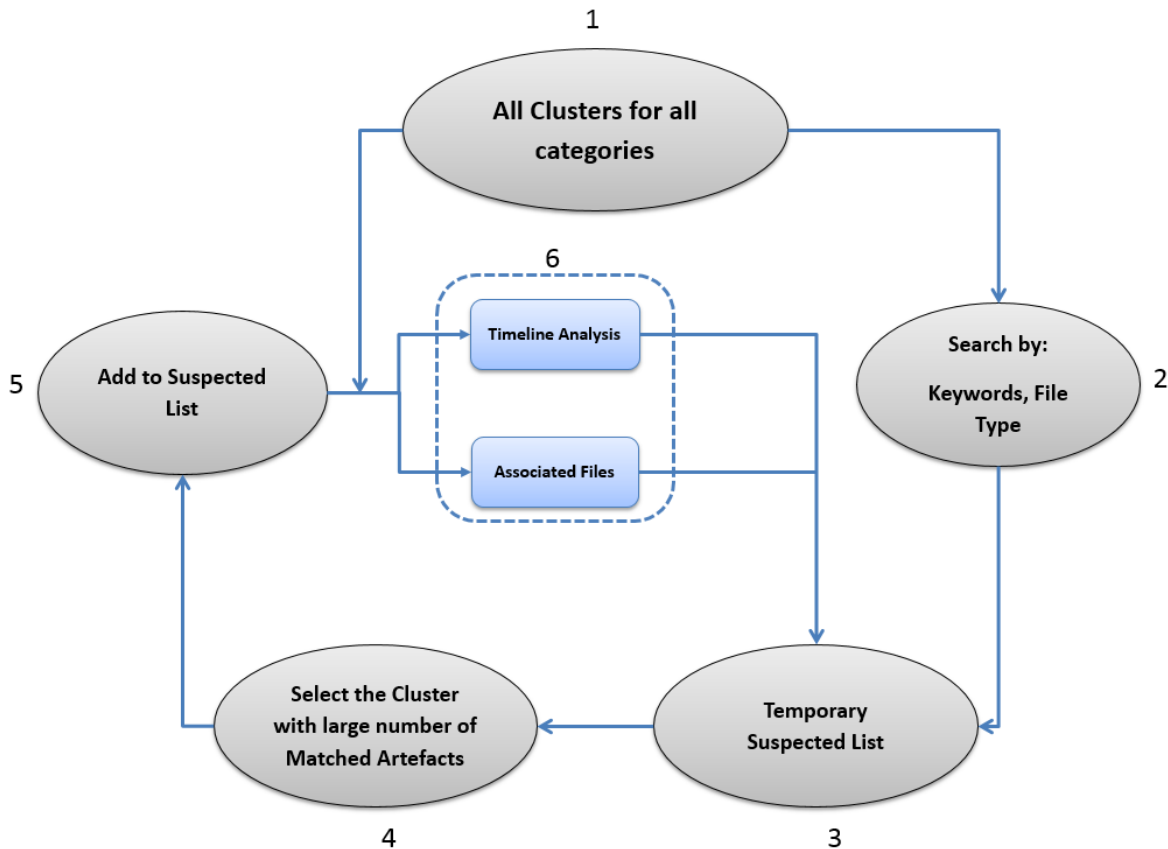 1
All Clusters for all
categories
6
Timeline Analysis
Associated Files
Search by:
Keywords, File
Type
2
5
Add to Suspected
List
Select the Cluster
with large number of
Matched Artefacts
4
Temporary
Suspected List
3